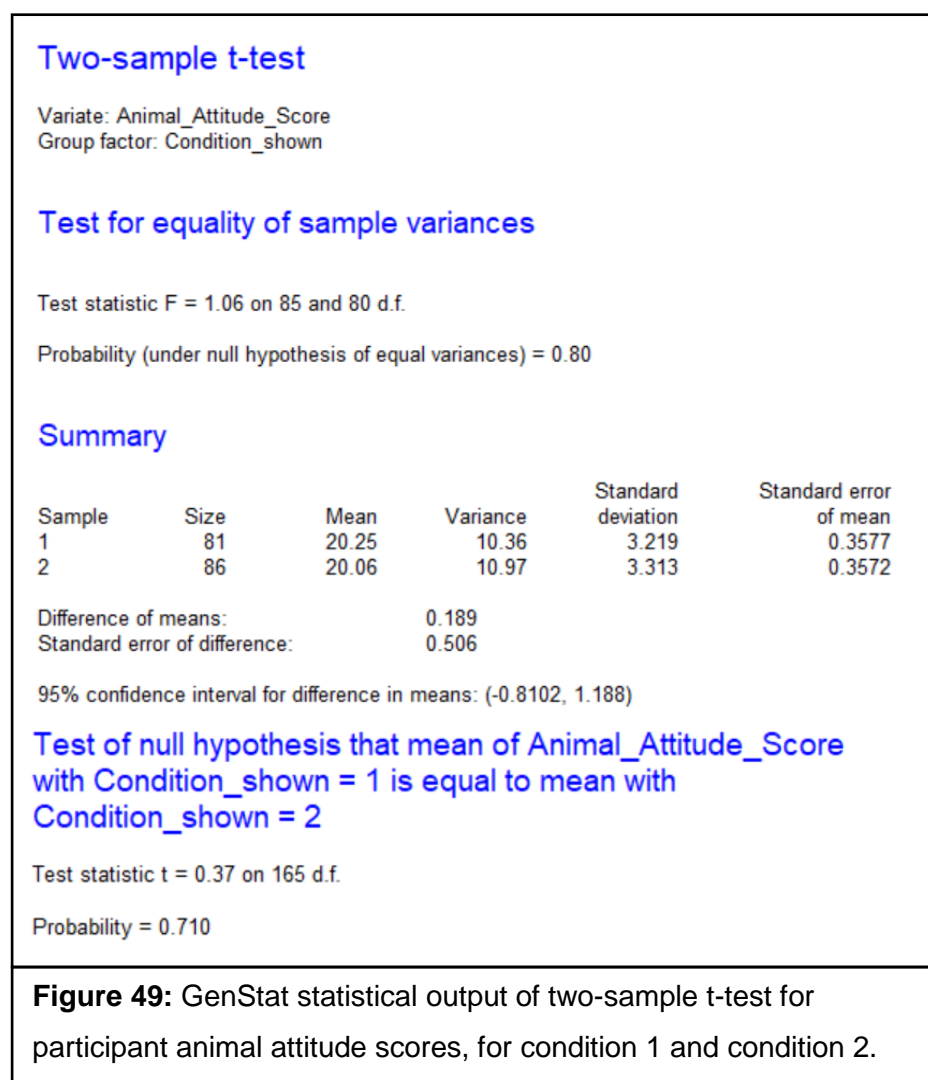 Two-sample t-test
Variate: Animal_Attitude_Score
Group factor: Condition_shown
Test for equality of sample variances
Test statistic F = 1.06 on 85 and 80 d.f.
Probability (under null hypothesis of equal variances) = 0.80
Summary
Standard Standard error
Sample Size Mean Variance deviation of mean
1 81 20.25 10.36 3.219 0.3577
2 86 20.06 10.97 3.313 0.3572
Difference of means: 0.189
Standard error of difference: 0.506
95% confidence interval for difference in means: (-0.8102, 1.188)
Test of null hypothesis that mean of Animal_Attitude_Score
with Condition_shown = 1 is equal to mean with
Condition_shown = 2
Test statistic t = 0.37 on 165 d.f.
Probability = 0.710
Figure 49: GenStat statistical output of two-sample t-test for
participant animal attitude scores, for condition 1 and condition 2.